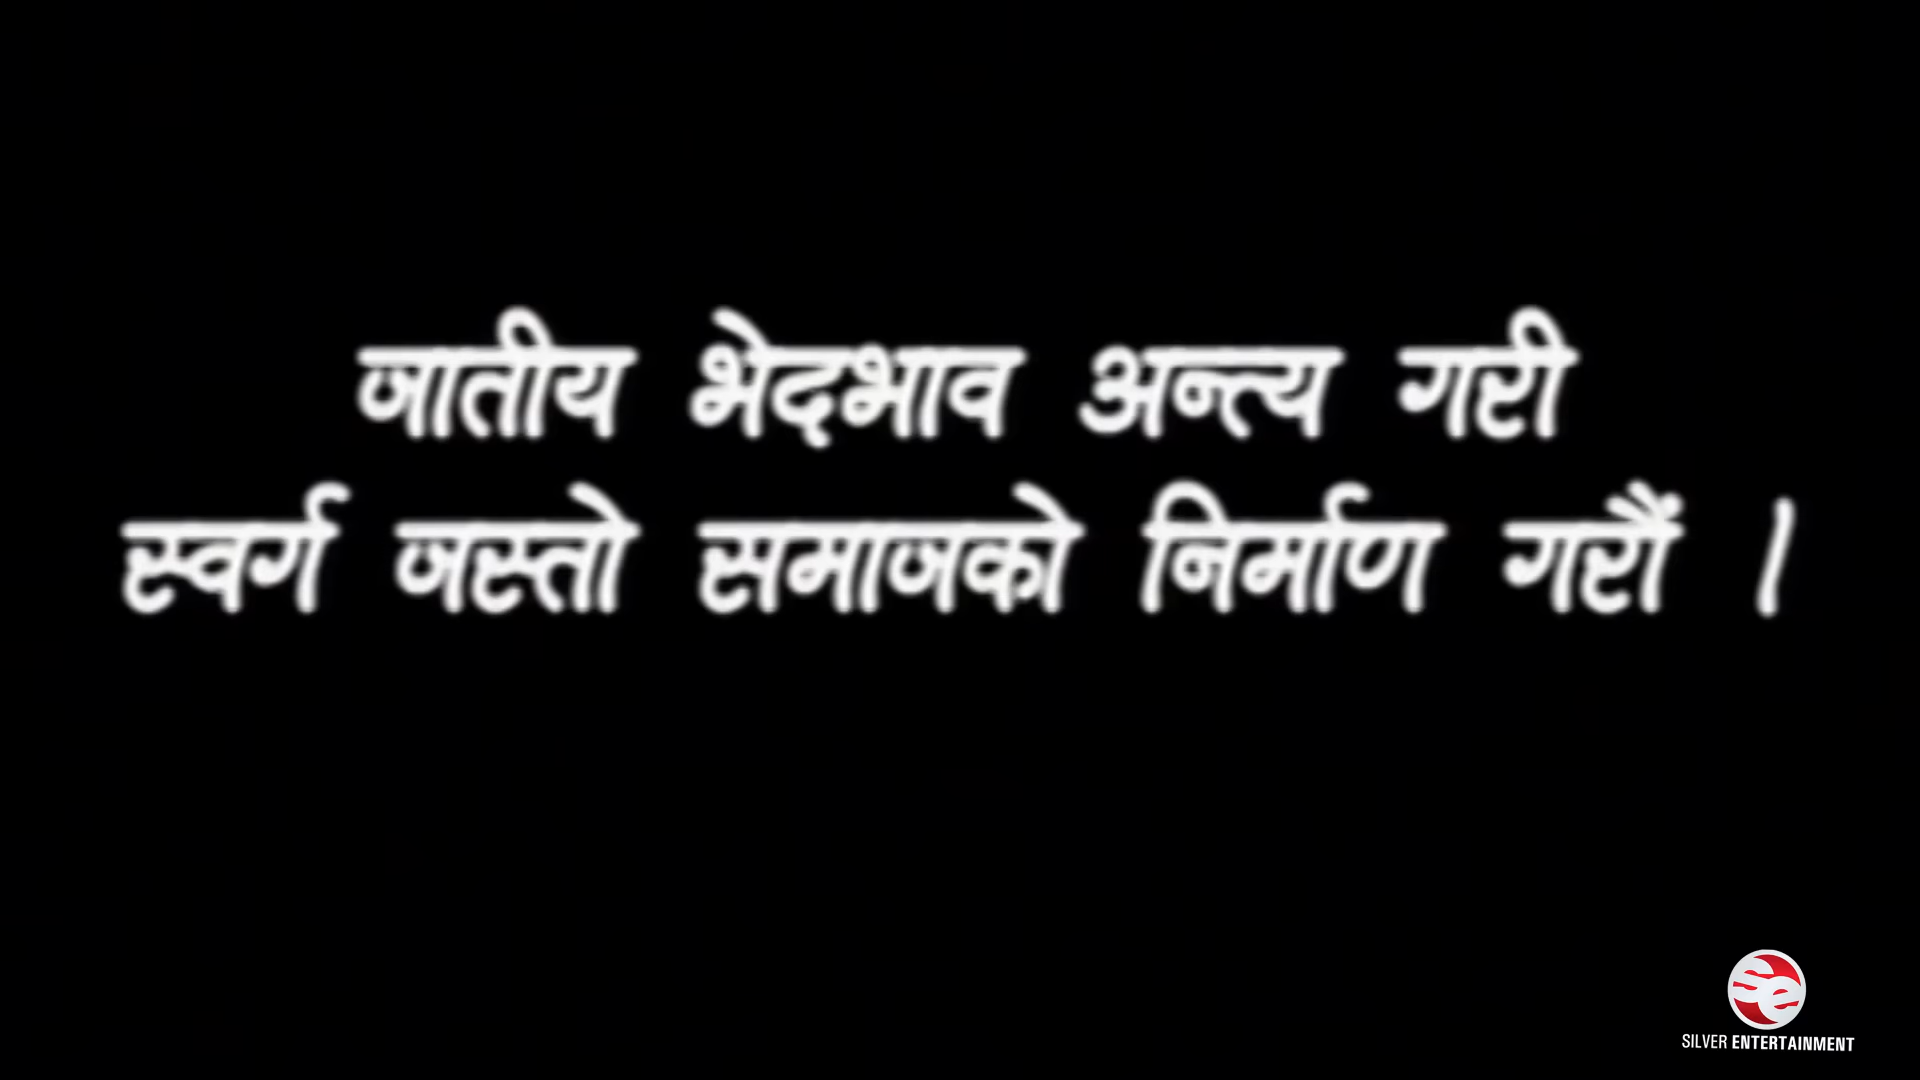 जातीय भेदभाव अन्त्य गरी
स्वर्ग जस्तो समाजको निर्माण गरौं ।
SILVER ENTERTAINMENT